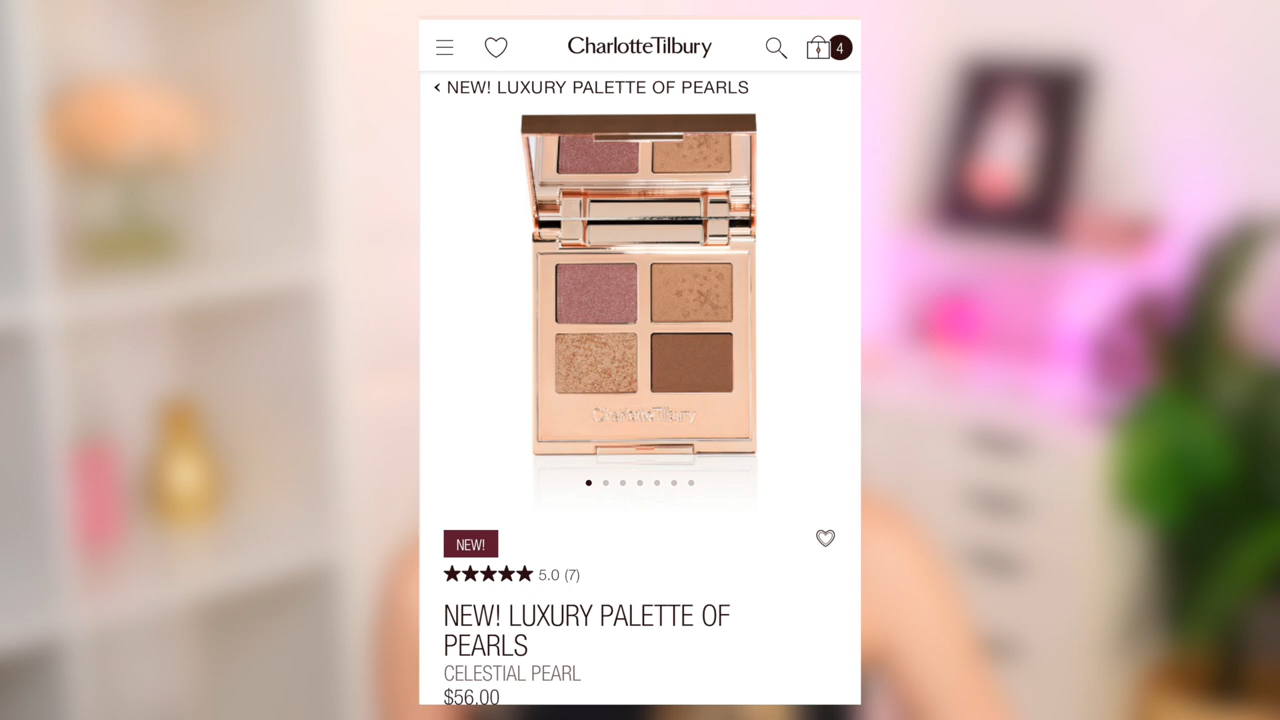 CharlotteTilbury
4
< NEW! LUXURY PALETTE OF PEARLS
CharlotteTilbury
NEW!
5.0 (7)
NEW! LUXURY PALETTE OF
PEARLS
CELESTIAL PEARL
$56.00